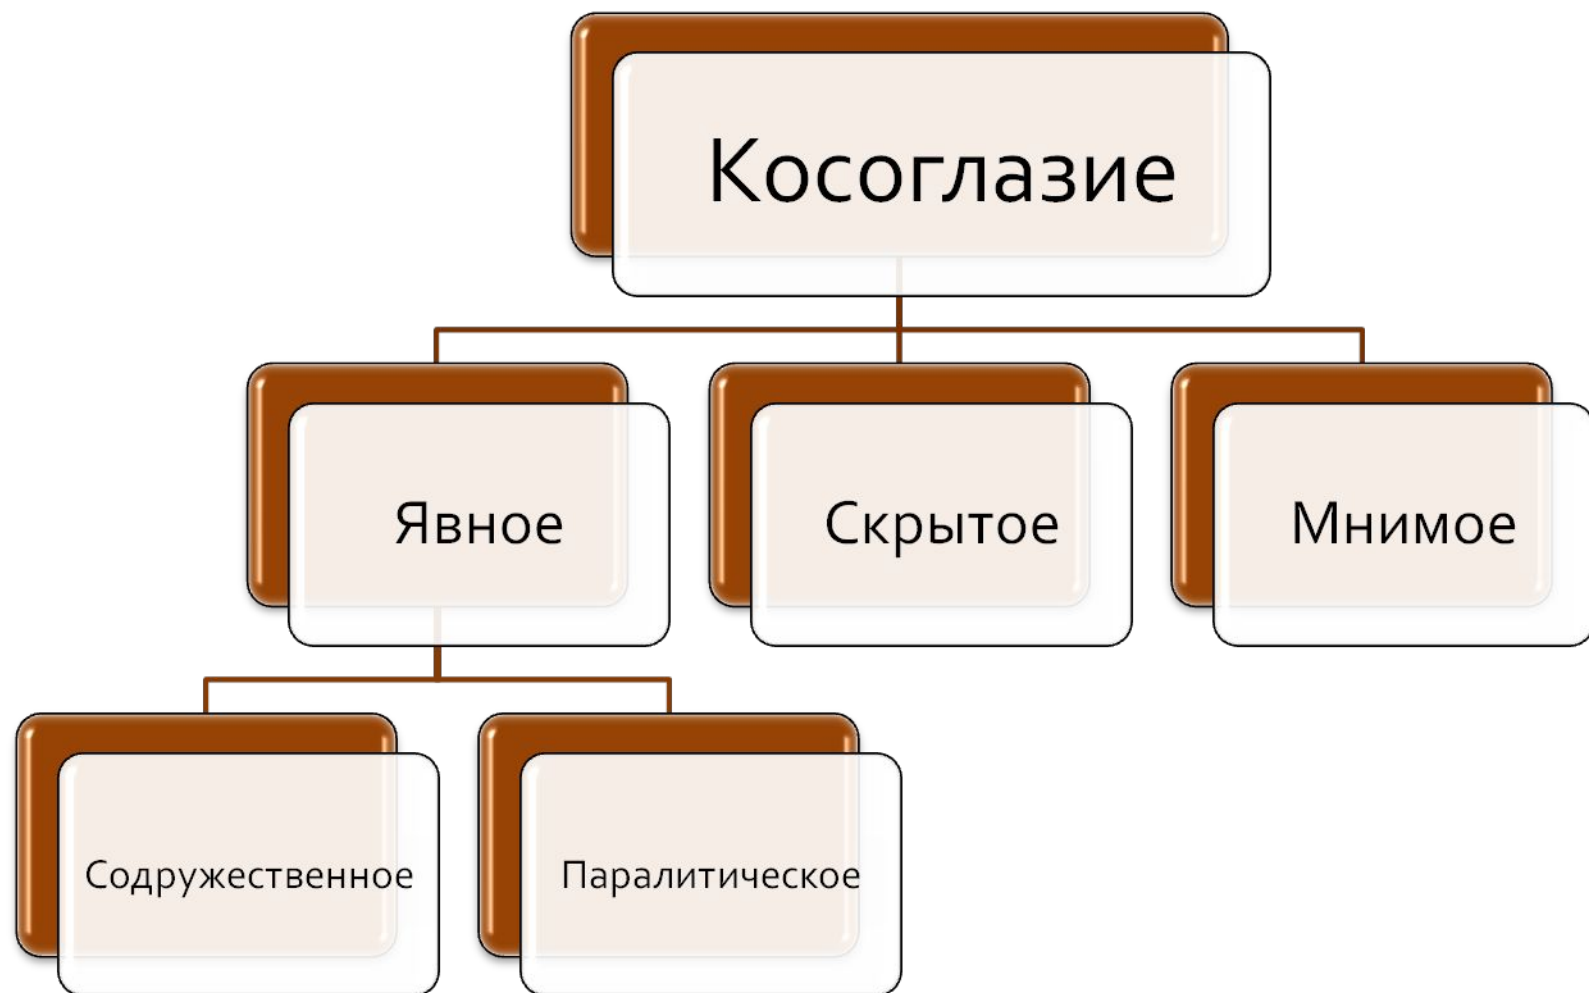 Косоглазие
Явное
Скрытое
Мнимое
Содружественное
Паралитическое